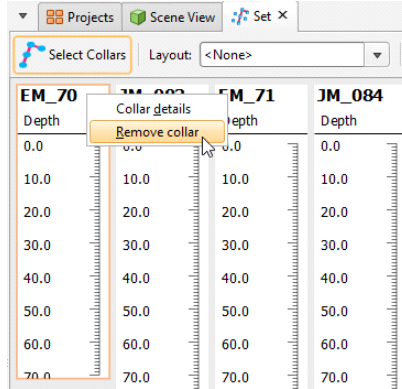 Projects Scene View Set
Select Collars Layout: <None>
EM_70 EM_71 JM_084
Collar details
Depth Depth Depth
Remove collar
0.0 0.0 0.0 0.0
10.0 10.0 10.0 10.0
20.0 20.0 20.0 20.0
30.0 30.0 30.0 30.0
40.0 40.0 40.0 40.0
50.0 50.0 50.0 50.0
60.0 60.0 60.0 60.0
70.0 70.0 70.0 70.0